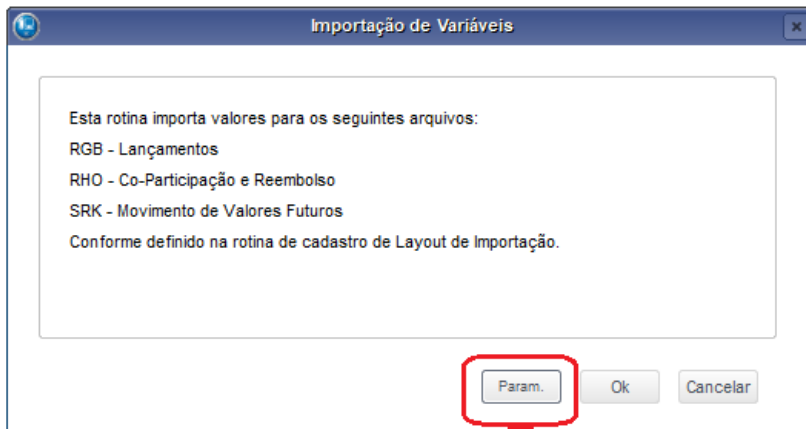 Importação de Variáveis
Esta rotina importa valores para os seguintes arquivos:
RGB - Lançamentos
RHO - Co-Participação e Reembolso
SRK - Movimento de Valores Futuros
Conforme definido na rotina de cadastro de Layout de Importação.
Param. Ok Cancelar